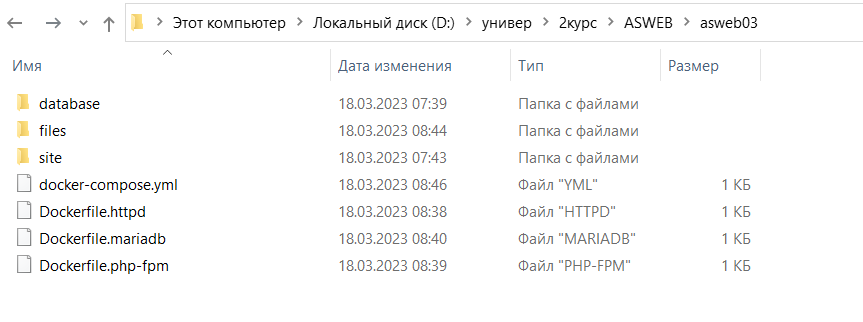 Этот компьютер > Локальный диск (D:) > универ > 2курс > ASWEB > asweb03
Имя Дата изменения Тип Размер
database 18.03.2023 07:39 Папка с файлами
files 18.03.2023 08:44 Папка с файлами
site 18.03.2023 07:43 Папка с файлами
docker-compose.yml 18.03.2023 08:46 Файл "YML" 1 КБ
Dockerfile.httpd 18.03.2023 08:38 Файл "HTTPD" 1 КБ
Dockerfile.mariadb 18.03.2023 08:40 Файл "MARIADB" 1 КБ
Dockerfile.php-fpm 18.03.2023 08:39 Файл "PHP-FPM" 1 КБ